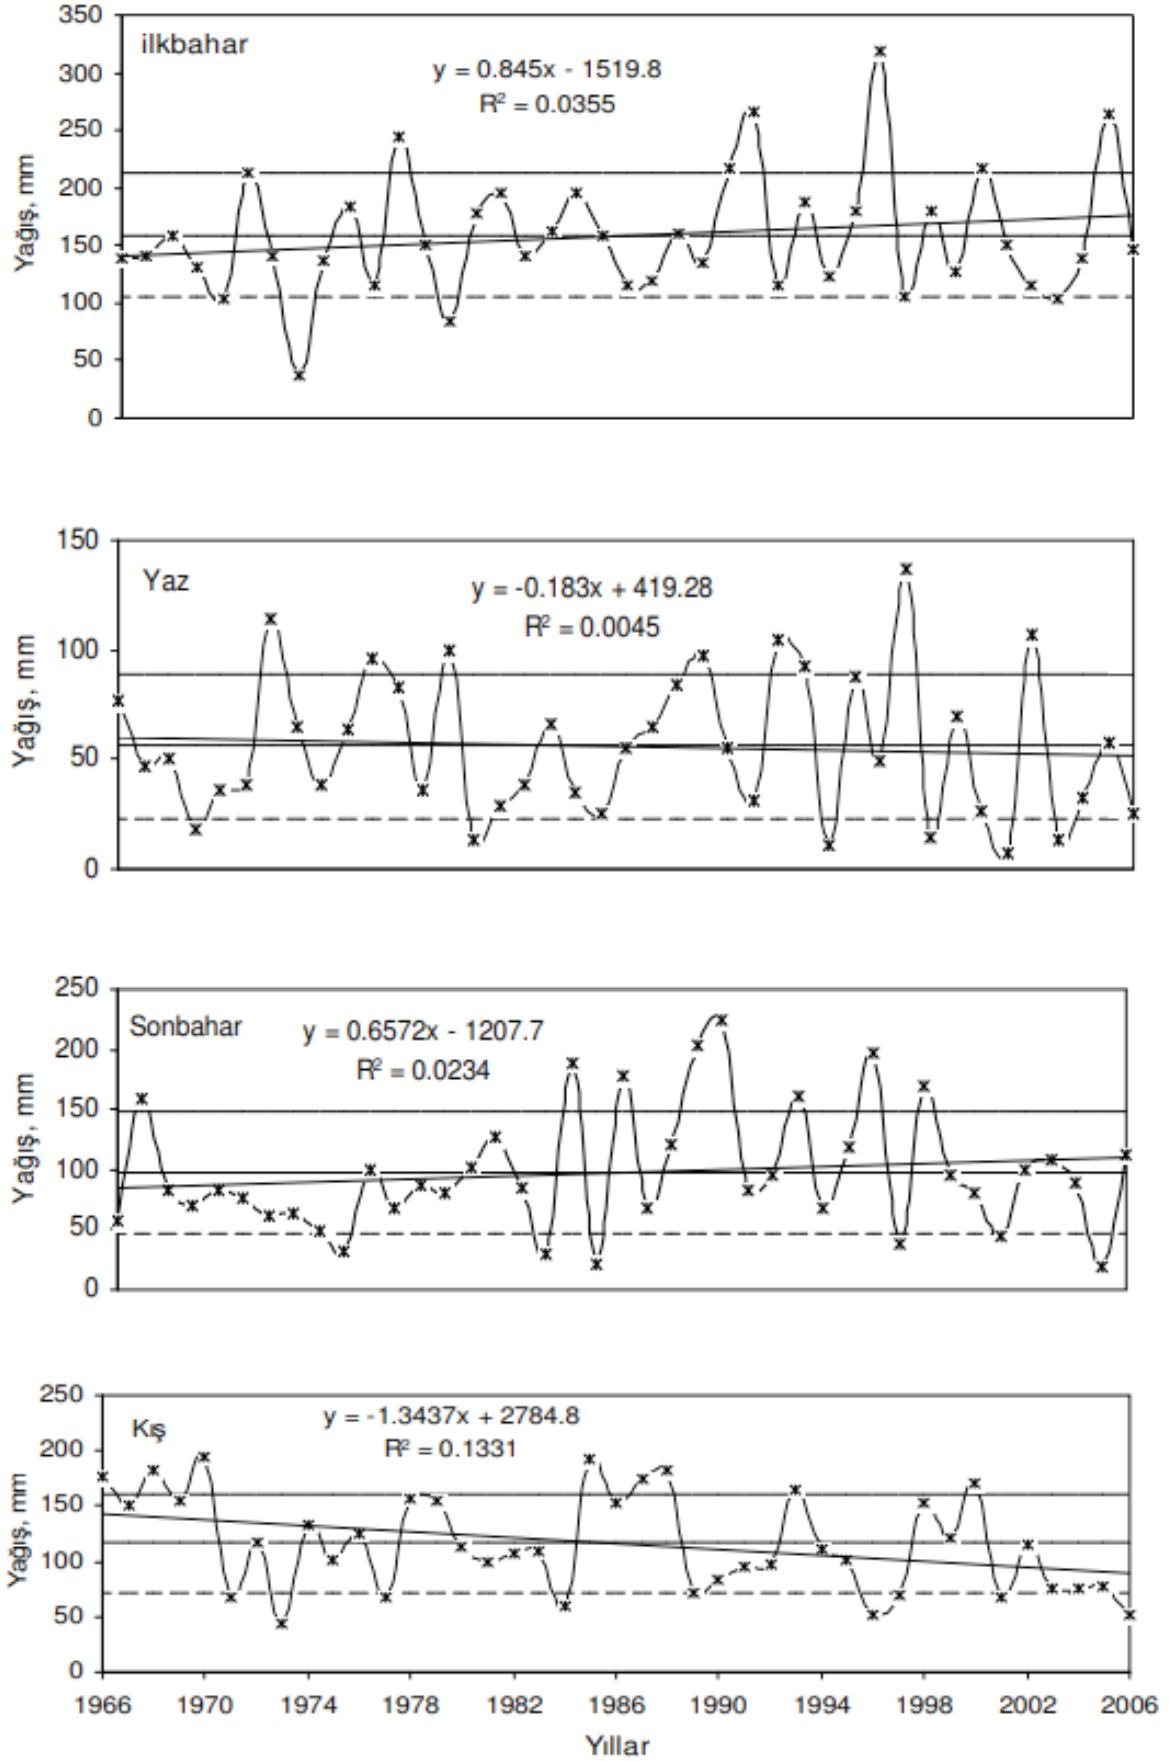 350
ilkbahar
y = 0.845x - 1519.8
300
R² = 0.0355
250
200
Yağış, mm
150
100
50
0
150
Yaz
y = -0.183x + 419.28
R² = 0.0045
100
Yağış, mm
50
0
250
Sonbahar
y = 0.6572x - 1207.7
200
R² = 0.0234
150
Yağış, mm
100
50
0
250
y = -1.3437x + 2784.8
Kış
200
R² = 0.1331
150
Yağış, mm
100
50
0
1966 1970 1974 1978 1982 1986 1990 1994 1998 2002 2006
Yıllar